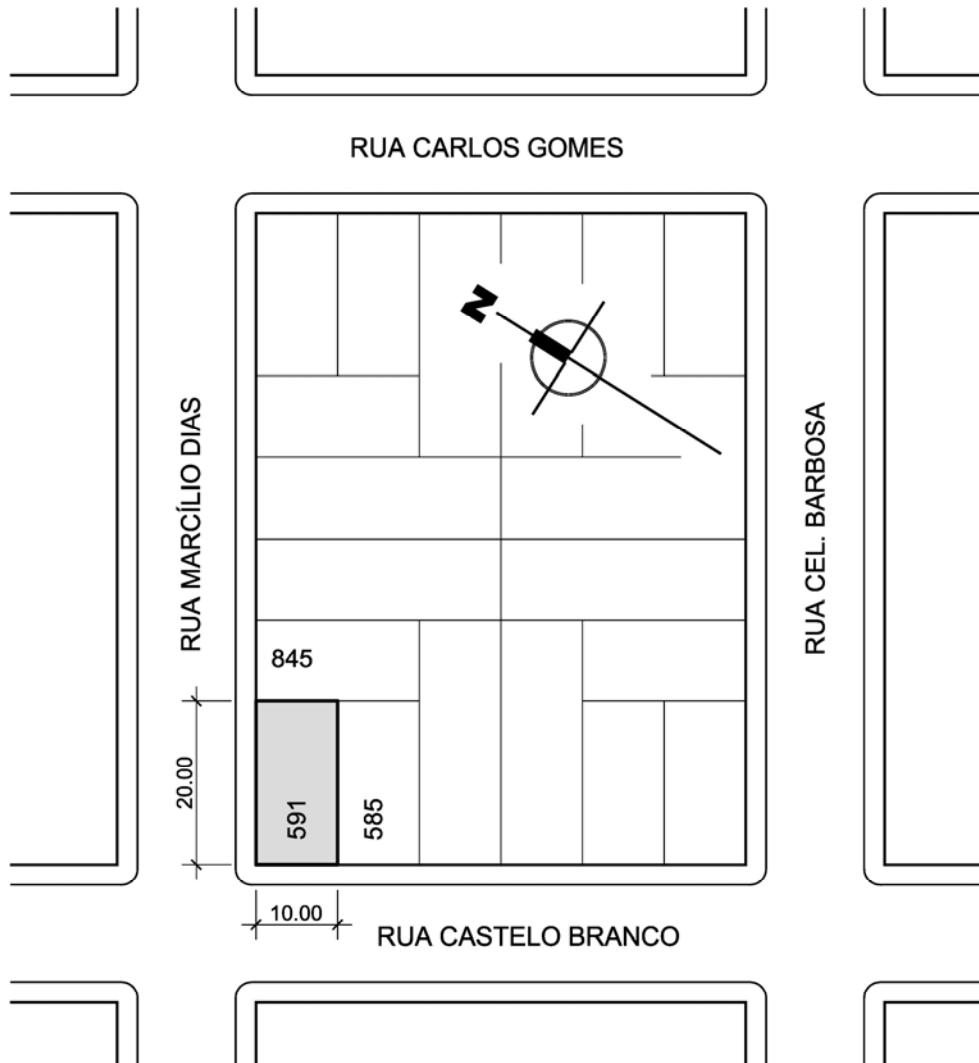 RUA CARLOS GOMES
N
RUA MARCÍLIO DIAS
RUA CEL. BARBOSA
845
20.00
591
585
10.00
RUA CASTELO BRANCO